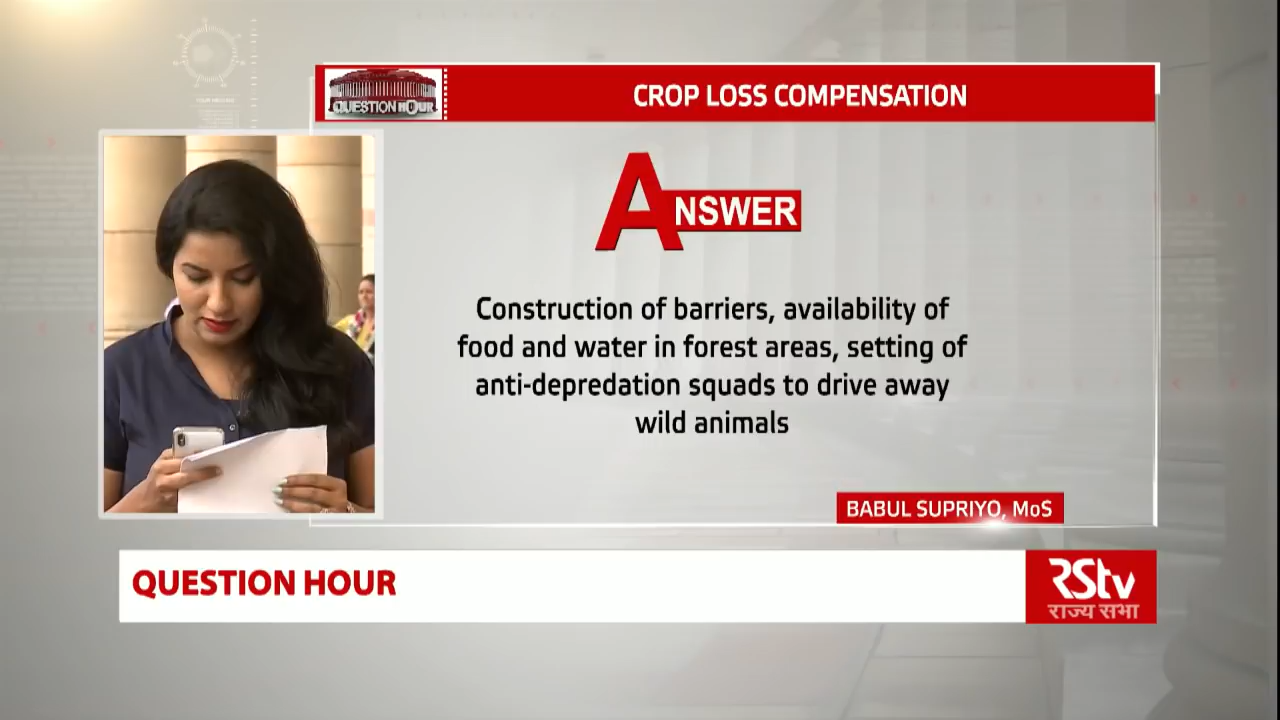 QUESTION HOUR
CROP LOSS COMPENSATION
ANSWER
Construction of barriers, availability of
food and water in forest areas, setting of
anti-depredation squads to drive away
wild animals
BABUL SUPRIYO, MoS
QUESTION HOUR
RStv
राज्य सभा